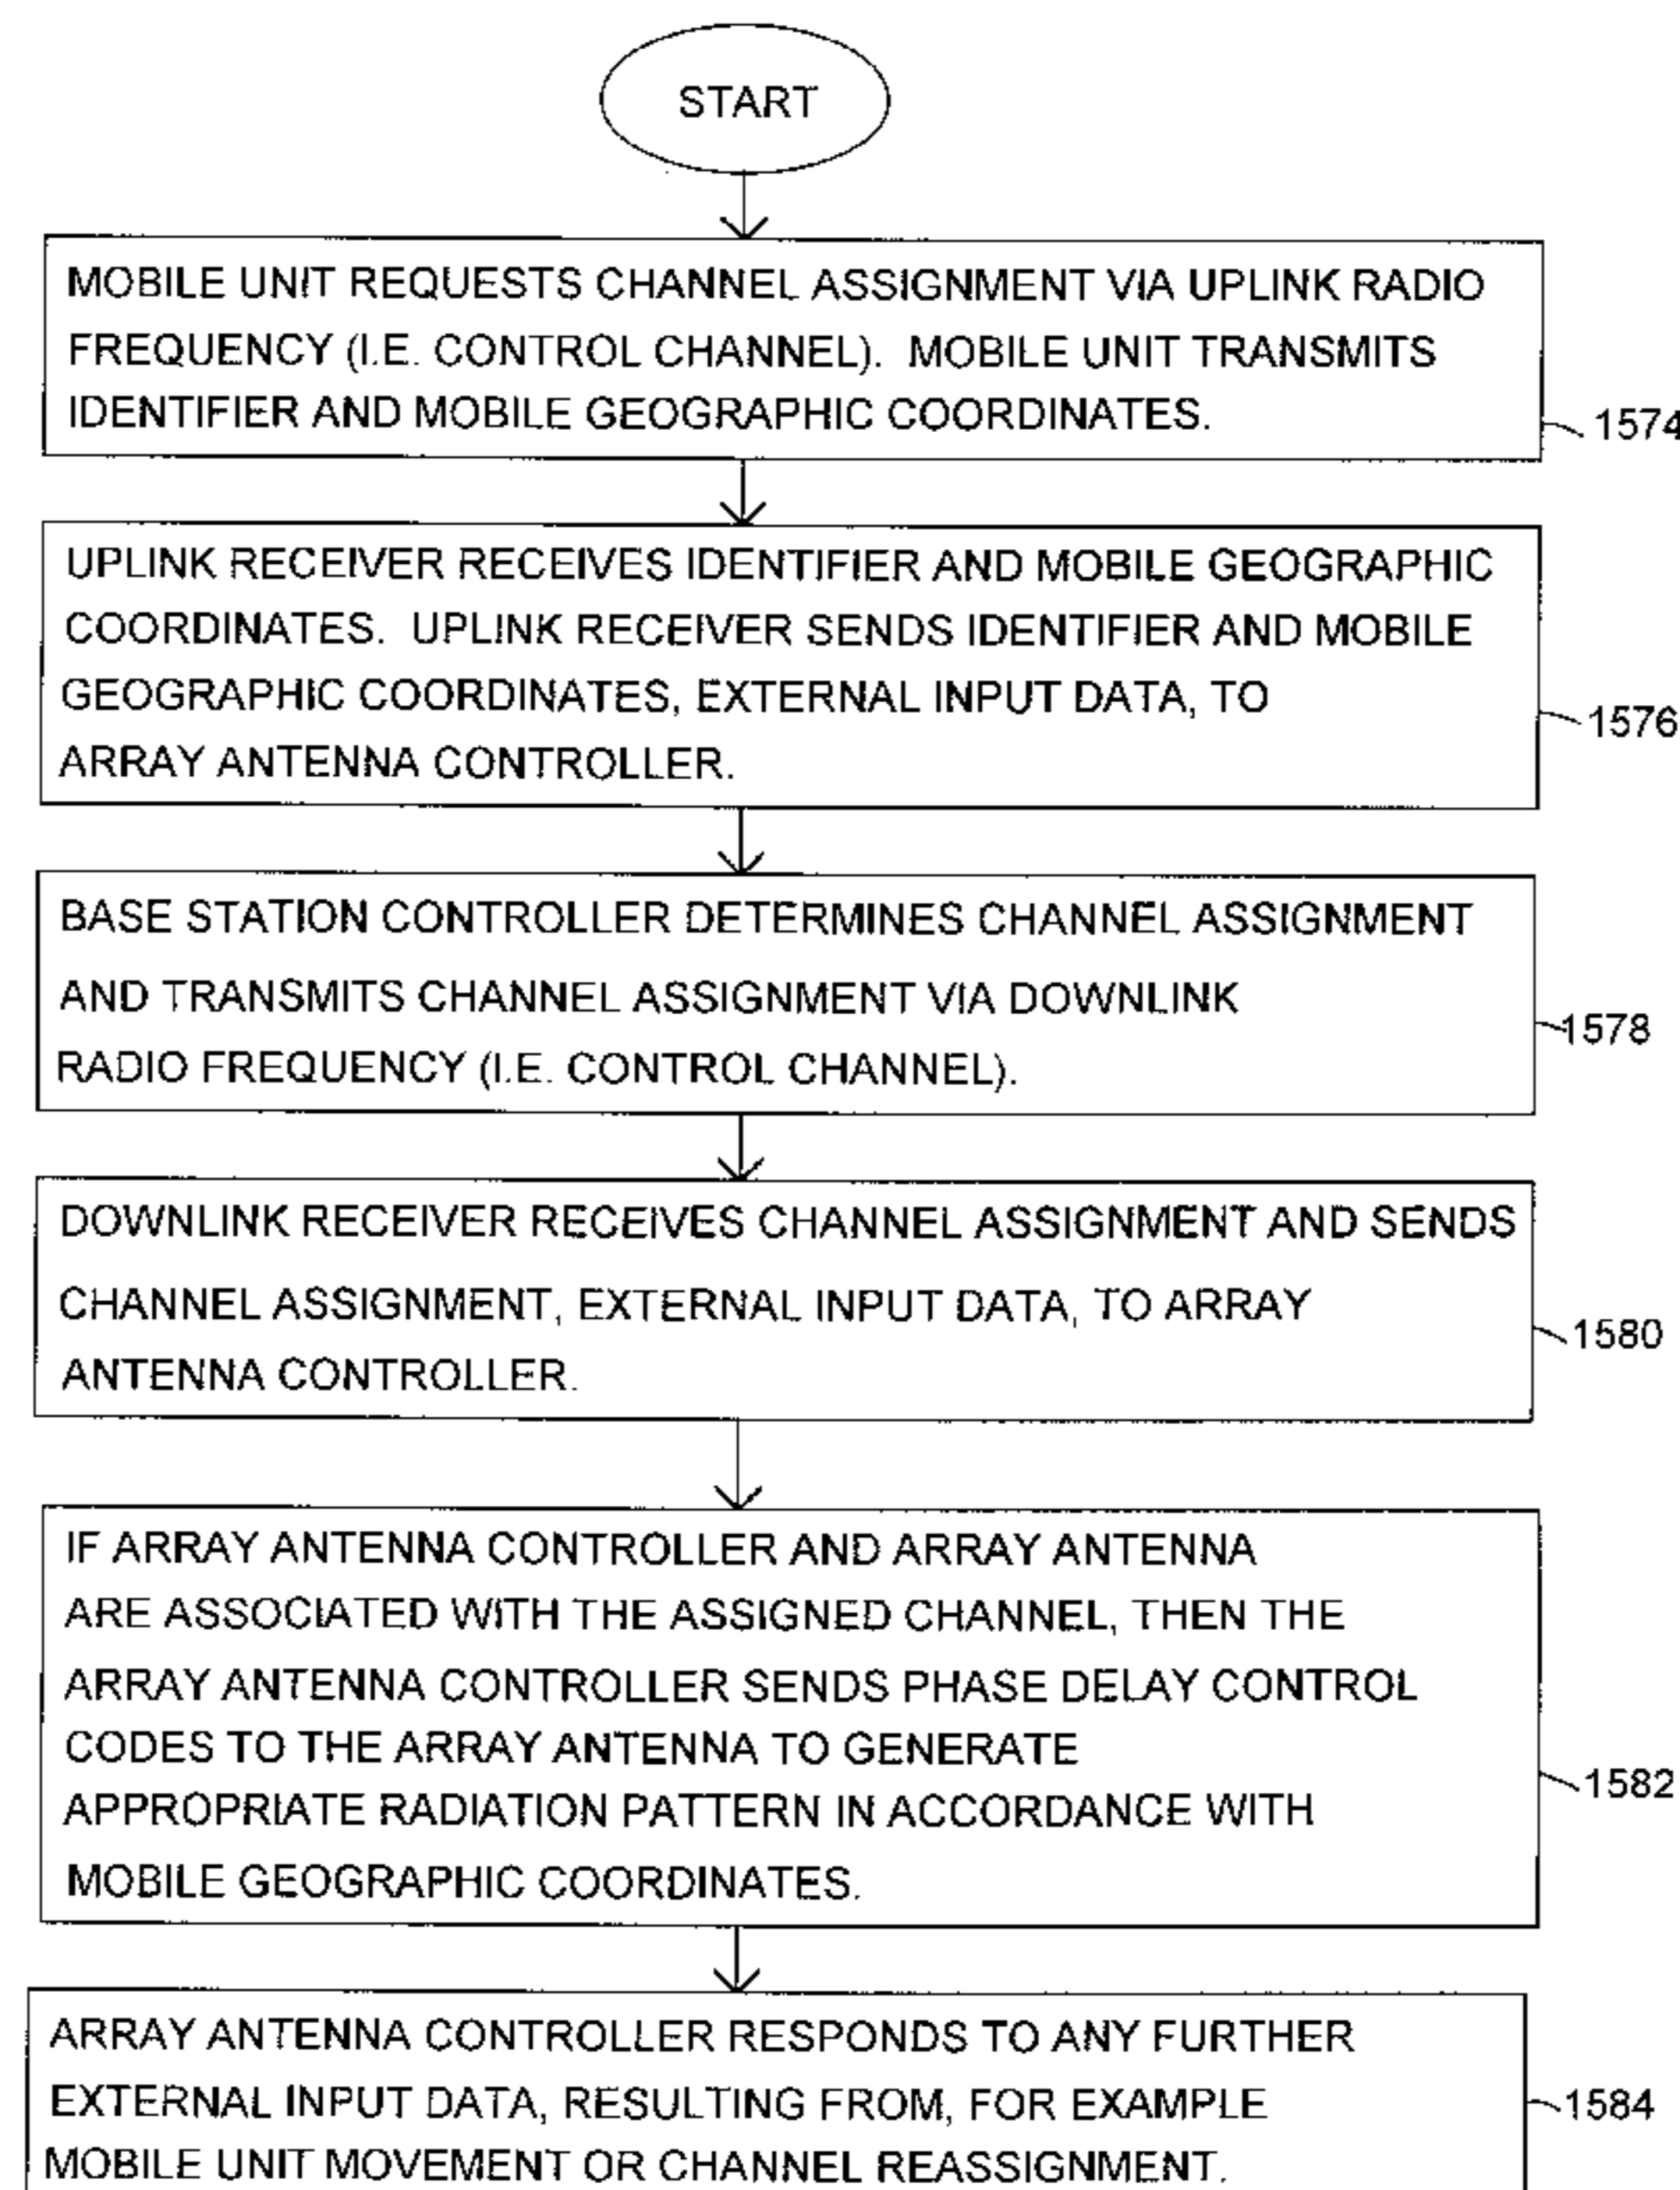 START
MOBILE UNIT REQUESTS CHANNEL ASSIGNMENT VIA UPLINK RADIO
FREQUENCY (I.E. CONTROL CHANNEL). MOBILE UNIT TRANSMITS
IDENTIFIER AND MOBILE GEOGRAPHIC COORDINATES.
1574
UPLINK RECEIVER RECEIVES IDENTIFIER AND MOBILE GEOGRAPHIC
COORDINATES. UPLINK RECEIVER SENDS IDENTIFIER AND MOBILE
GEOGRAPHIC COORDINATES, EXTERNAL INPUT DATA, TO
ARRAY ANTENNA CONTROLLER.
1576
BASE STATION CONTROLLER DETERMINES CHANNEL ASSIGNMENT
AND TRANSMITS CHANNEL ASSIGNMENT VIA DOWNLINK
RADIO FREQUENCY (I.E. CONTROL CHANNEL).
1578
DOWNLINK RECEIVER RECEIVES CHANNEL ASSIGNMENT AND SENDS
CHANNEL ASSIGNMENT, EXTERNAL INPUT DATA, TO ARRAY
ANTENNA CONTROLLER.
1580
IF ARRAY ANTENNA CONTROLLER AND ARRAY ANTENNA
ARE ASSOCIATED WITH THE ASSIGNED CHANNEL, THEN THE
ARRAY ANTENNA CONTROLLER SENDS PHASE DELAY CONTROL
CODES TO THE ARRAY ANTENNA TO GENERATE
APPROPRIATE RADIATION PATTERN IN ACCORDANCE WITH
MOBILE GEOGRAPHIC COORDINATES.
1582
ARRAY ANTENNA CONTROLLER RESPONDS TO ANY FURTHER
EXTERNAL INPUT DATA, RESULTING FROM, FOR EXAMPLE
MOBILE UNIT MOVEMENT OR CHANNEL REASSIGNMENT.
1584